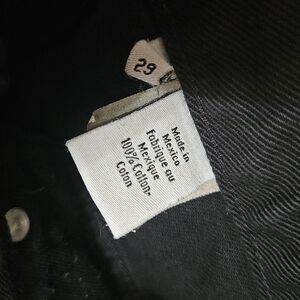 29
Made in
Mexico
Fabriqué au
Mexique
100% Cotton-
Coton